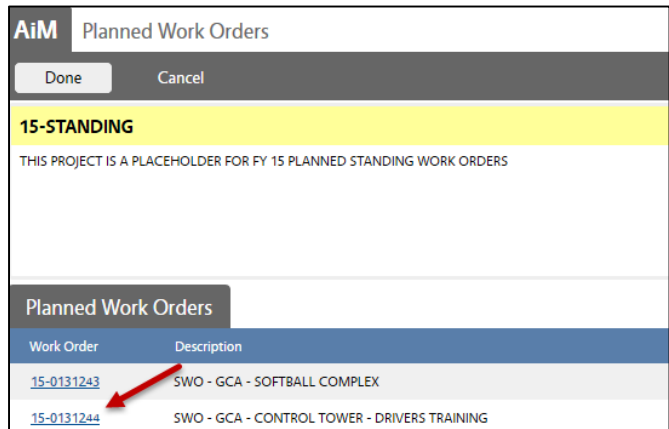 AiM Planned Work Orders
Done Cancel
15-STANDING
THIS PROJECT IS A PLACEHOLDER FOR FY 15 PLANNED STANDING WORK ORDERS
Planned Work Orders
Work Order Description
15-0131243 SWO - GCA - SOFTBALL COMPLEX
15-0131244 SWO - GCA - CONTROL TOWER - DRIVERS TRAINING